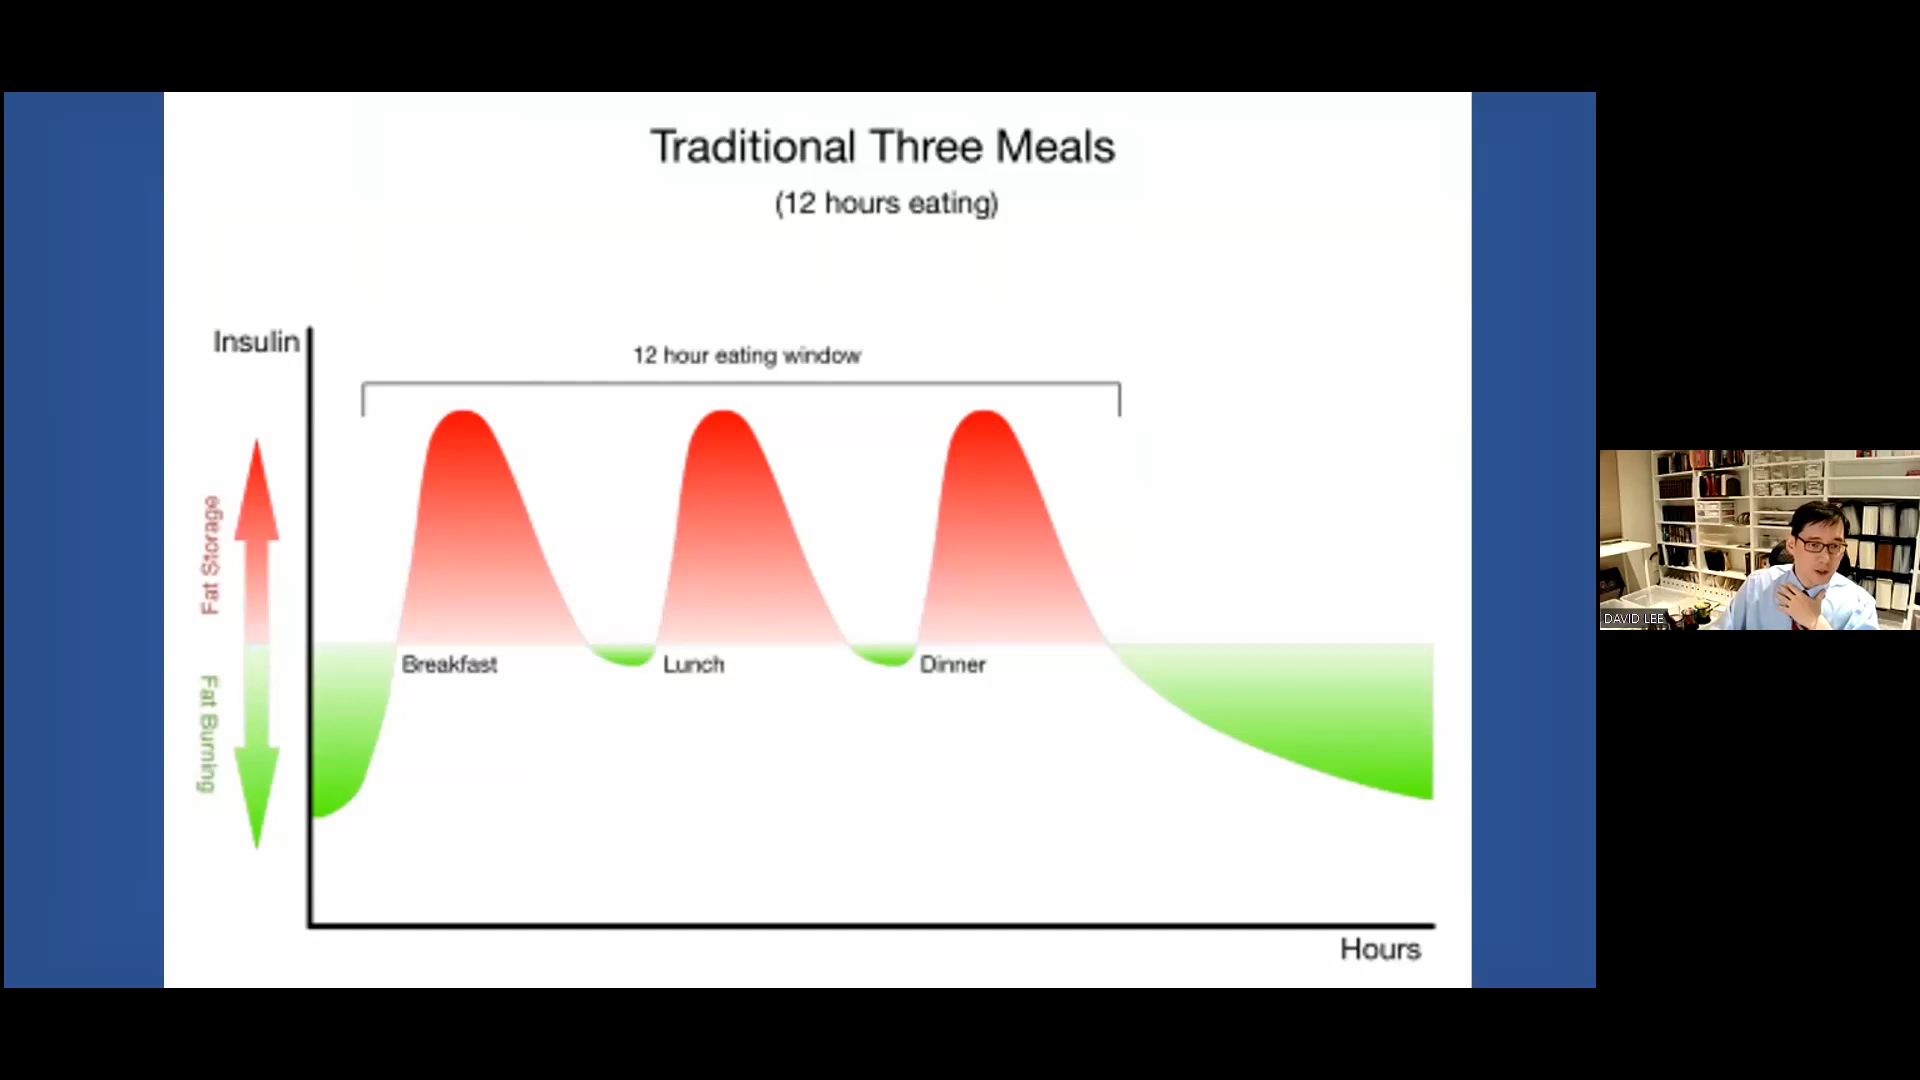 Traditional Three Meals
(12 hours eating)
Insulin
12 hour eating window
Fat Storage
Fat Burning
Breakfast
Lunch
Dinner
Hours
DAVID LEE